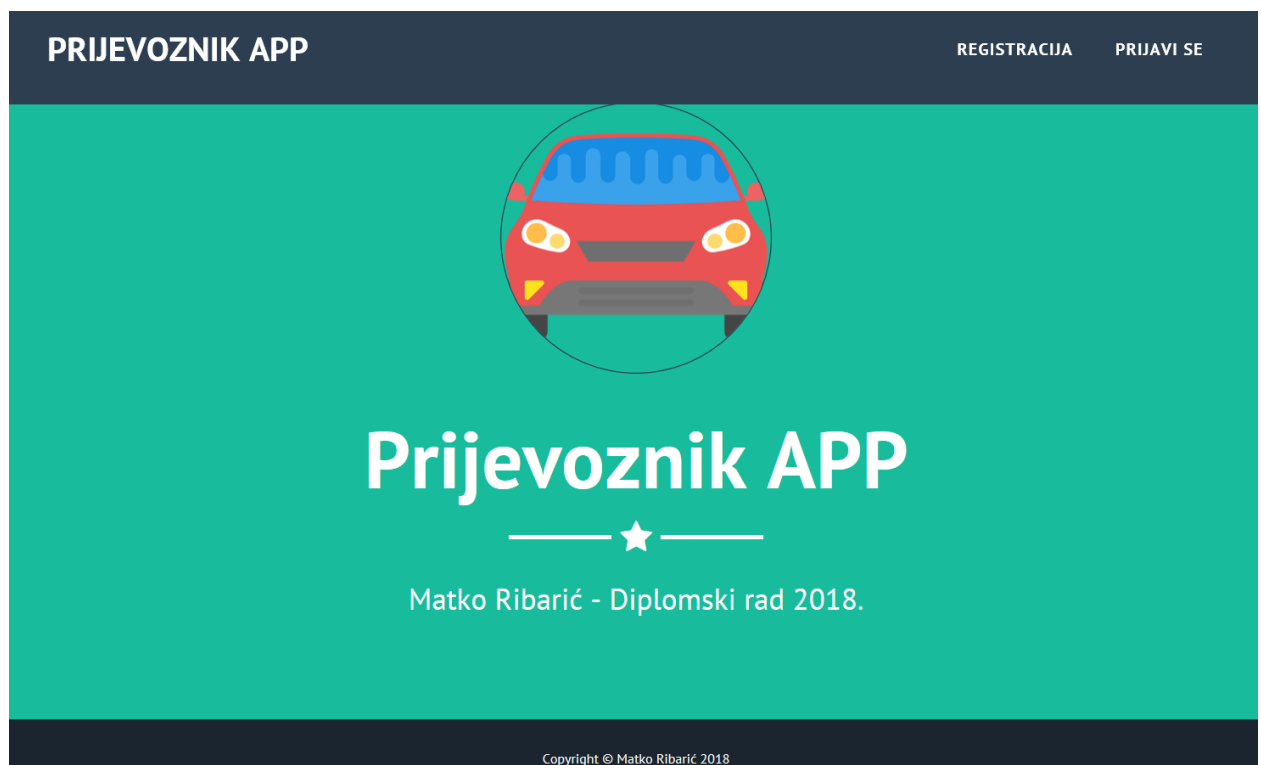 PRIJEVOZNIK APP
REGISTRACIJA PRIJAVI SE
Prijevoznik APP
Matko Ribarić - Diplomski rad 2018.
Copyright © Matko Ribarić 2018